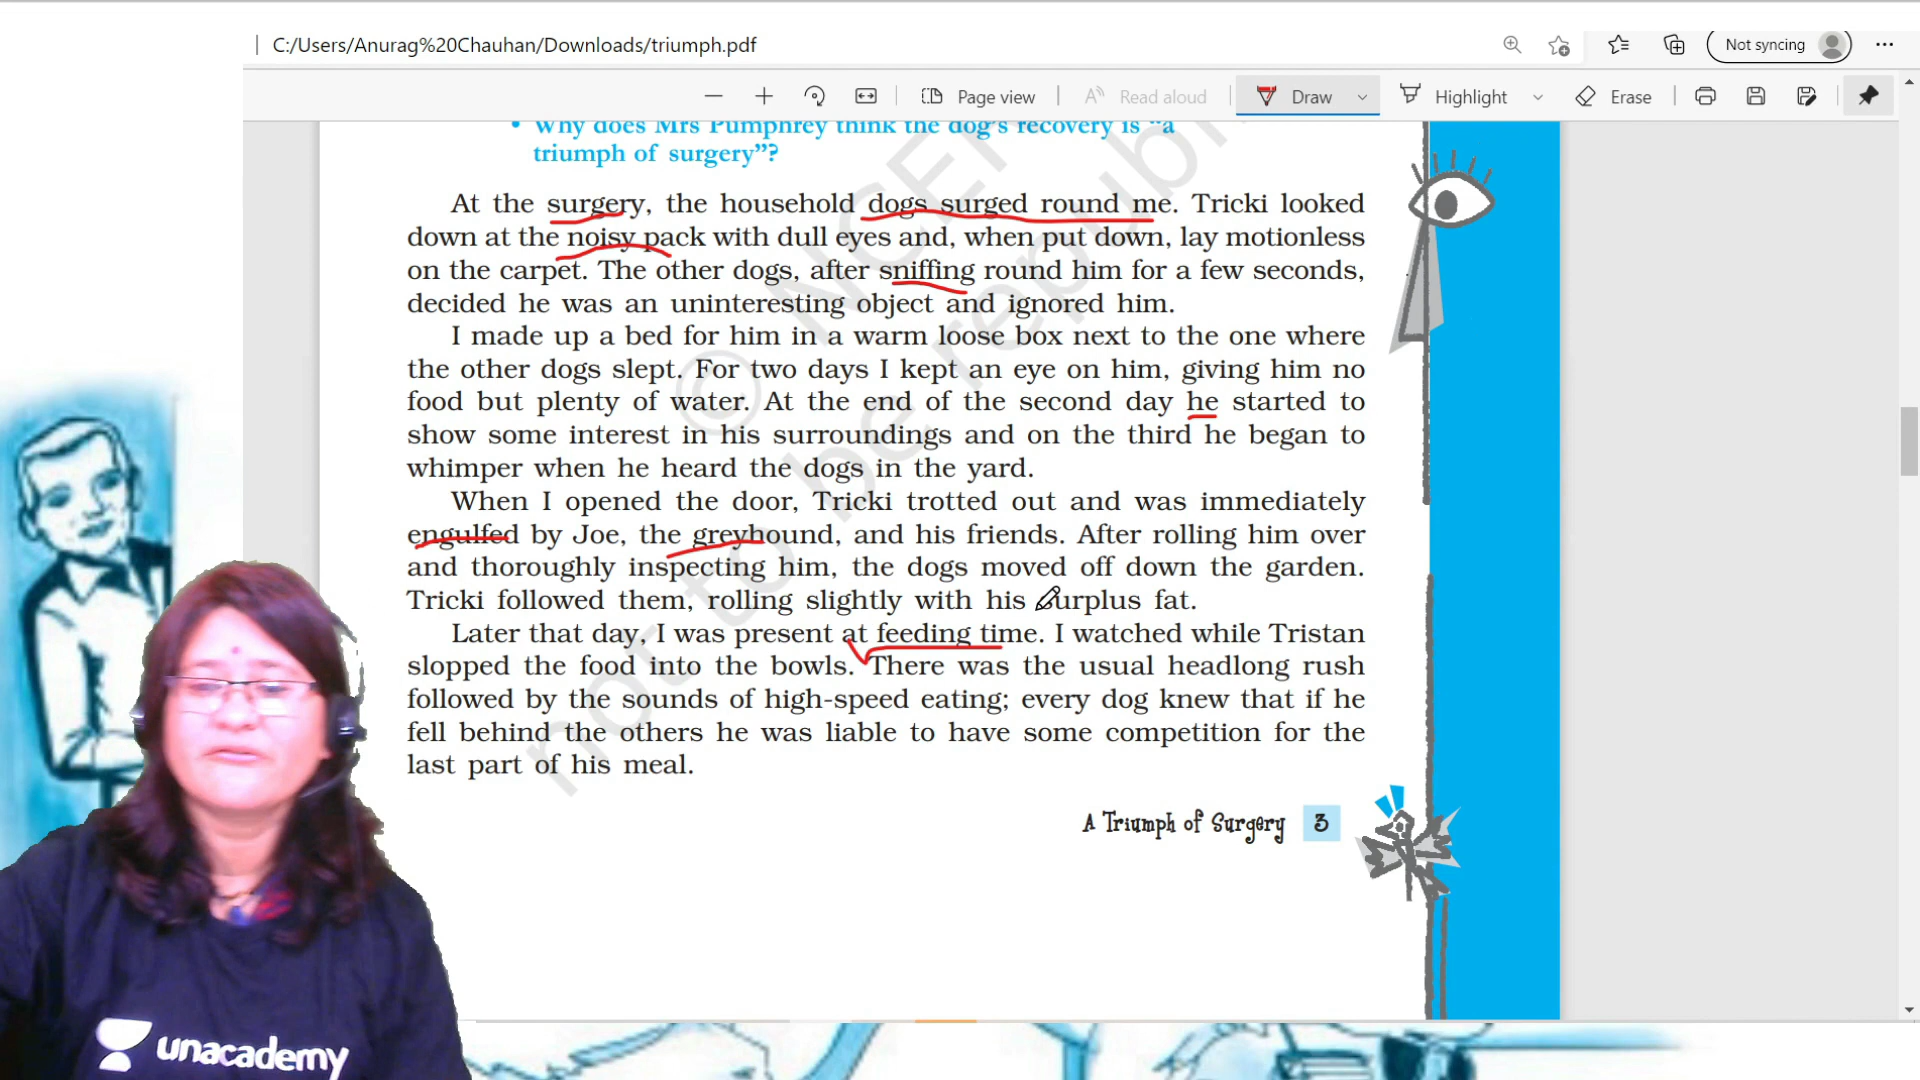 C:/Users/Anurag%20Chauhan/Downloads/triumph.pdf
Not syncing
Page view
Read aloud
Draw
Highlight
Erase
• Why does Mrs Pumphrey think the dog's recovery is "a
triumph of surgery"?
At the surgery, the household dogs surged round me. Tricki looked
down at the noisy pack with dull eyes and, when put down, lay motionless
on the carpet. The other dogs, after sniffing round him for a few seconds,
decided he was an uninteresting object and ignored him.
I made up a bed for him in a warm loose box next to the one where
the other dogs slept. For two days I kept an eye on him, giving him no
food but plenty of water. At the end of the second day he started to
show some interest in his surroundings and on the third he began to
whimper when he heard the dogs in the yard.
When I opened the door, Tricki trotted out and was immediately
engulfed by Joe, the greyhound, and his friends. After rolling him over
and thoroughly inspecting him, the dogs moved off down the garden.
Tricki followed them, rolling slightly with his surplus fat.
Later that day, I was present at feeding time. I watched while Tristan
slopped the food into the bowls. There was the usual headlong rush
followed by the sounds of high-speed eating; every dog knew that if he
fell behind the others he was liable to have some competition for the
last part of his meal.
A Triumph of Surgery 3
unacademy